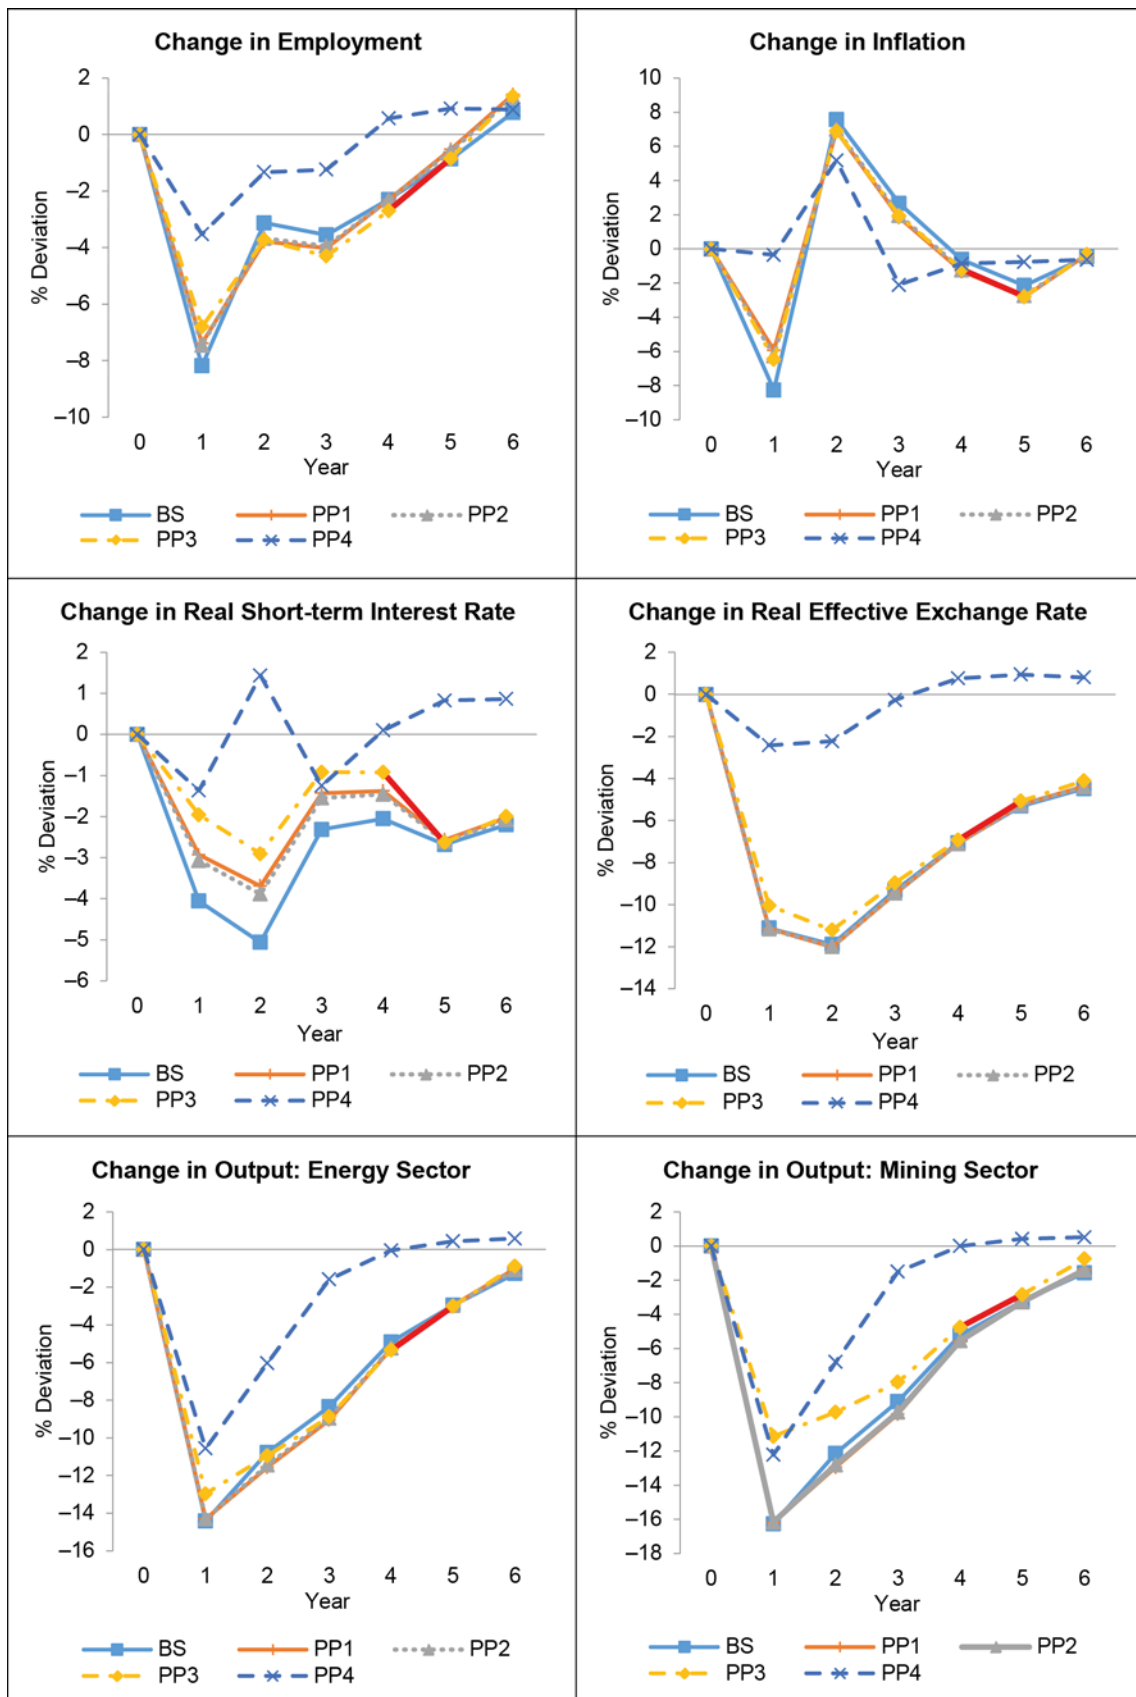 Change in Employment
2
0
–2
–4
–6
–8
–10
% Deviation
0 1 2 3 4 5 6
Year
BS PP1 PP2
PP3 PP4
Change in Inflation
10
8
6
4
2
0
–2
–4
–6
–8
–10
% Deviation
0 1 2 3 4 5 6
Year
BS PP1 PP2
PP3 PP4
Change in Real Short-term Interest Rate
2
1
0
–1
–2
–3
–4
–5
–6
% Deviation
0 1 2 3 4 5 6
Year
BS PP1 PP2
PP3 PP4
Change in Real Effective Exchange Rate
2
0
–2
–4
–6
–8
–10
–12
–14
% Deviation
0 1 2 3 4 5 6
Year
BS PP1 PP2
PP3 PP4
Change in Output: Energy Sector
2
0
–2
–4
–6
–8
–10
–12
–14
–16
% Deviation
0 1 2 3 4 5 6
Year
BS PP1 PP2
PP3 PP4
Change in Output: Mining Sector
2
0
–2
–4
–6
–8
–10
–12
–14
–16
–18
% Deviation
0 1 2 3 4 5 6
Year
BS PP1 PP2
PP3 PP4